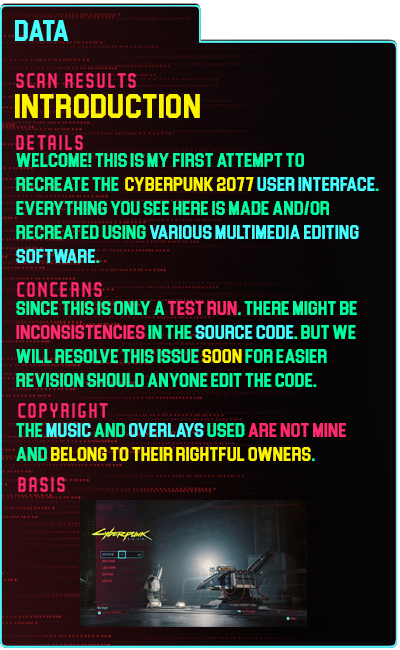 DATA
SCAN RESULTS
INTRODUCTION
DETAILS
WELCOME! THIS IS MY FIRST ATTEMPT TO
RECREATE THE CYBERPUNK 2077 USER INTERFACE.
EVERYTHING YOU SEE HERE IS MADE AND/OR
RECREATED USING VARIOUS MULTIMEDIA EDITING
SOFTWARE.
CONCERNS
SINCE THIS IS ONLY A TEST RUN. THERE MIGHT BE
INCONSISTENCIES IN THE SOURCE CODE. BUT WE
WILL RESOLVE THIS ISSUE SOON FOR EASIER
REVISION SHOULD ANYONE EDIT THE CODE.
COPYRIGHT
THE MUSIC AND OVERLAYS USED ARE NOT MINE
AND BELONG TO THEIR RIGHTFUL OWNERS.
BASIS
CYBERPUNK